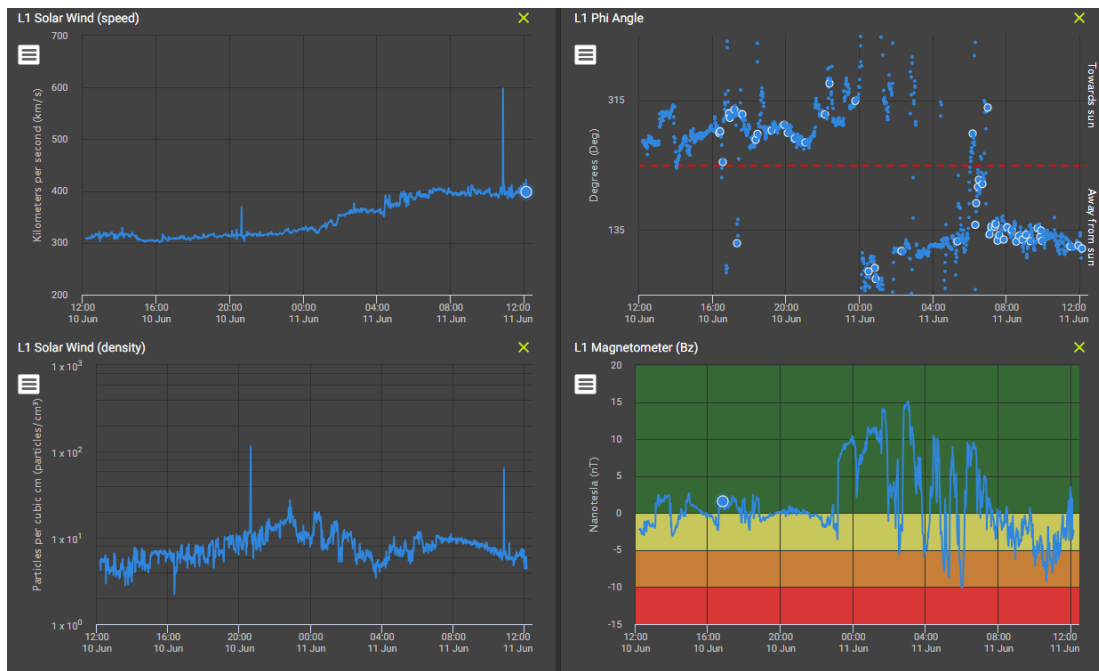 L1 Solar Wind (speed)
Kilometers per second (km/s)
700
600
500
400
300
200
12:00
10 Jun
16:00
10 Jun
20:00
10 Jun
00:00
11 Jun
04:00
11 Jun
08:00
11 Jun
12:00
11 Jun
L1 Phi Angle
Degrees (Deg)
315
135
Towards sun
Away from sun
12:00
10 Jun
16:00
10 Jun
20:00
10 Jun
00:00
11 Jun
04:00
11 Jun
08:00
11 Jun
12:00
11 Jun
L1 Solar Wind (density)
Particles per cubic cm (particles/cm³)
1 x 10³
1 x 10²
1 x 10¹
1 x 10⁰
12:00
10 Jun
16:00
10 Jun
20:00
10 Jun
00:00
11 Jun
04:00
11 Jun
08:00
11 Jun
12:00
11 Jun
L1 Magnetometer (Bz)
Nanotesla (nT)
20
15
10
5
0
-5
-10
-15
12:00
10 Jun
16:00
10 Jun
20:00
10 Jun
00:00
11 Jun
04:00
11 Jun
08:00
11 Jun
12:00
11 Jun